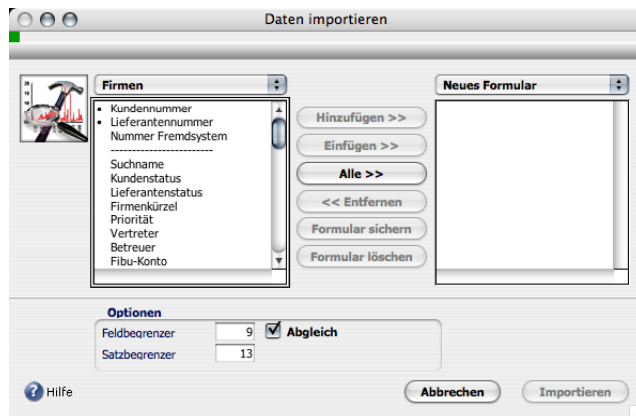 Daten importieren
Firmen
Neues Formular
• Kundennummer
• Lieferantennummer
Nummer Fremdsystem
------------------------
Suchname
Kundenstatus
Lieferantenstatus
Firmenkürzel
Priorität
Vertreter
Betreuer
Fibu-Konto
Hinzufügen >>
Einfügen >>
Alle >>
<< Entfernen
Formular sichern
Formular löschen
Optionen
Feldbegrenzer 9 Abgleich
Satzbegrenzer 13
? Hilfe
Abbrechen
Importieren